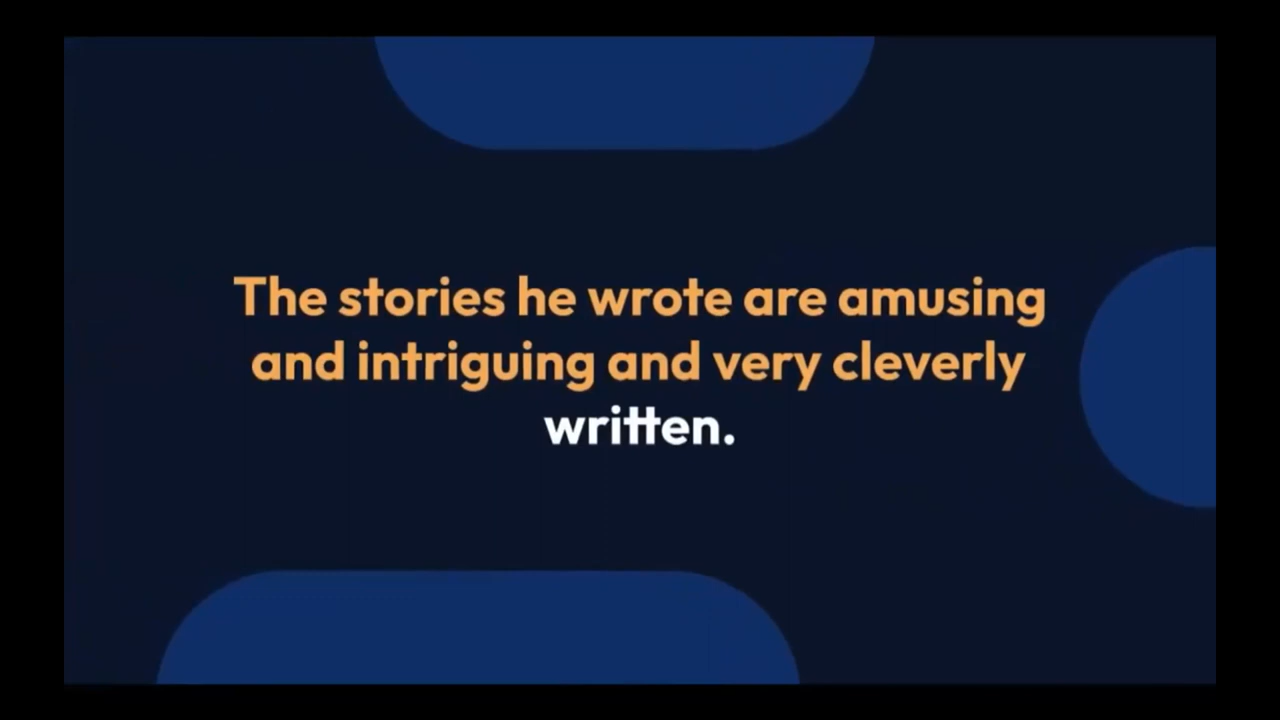 The stories he wrote are amusing
and intriguing and very cleverly
written.